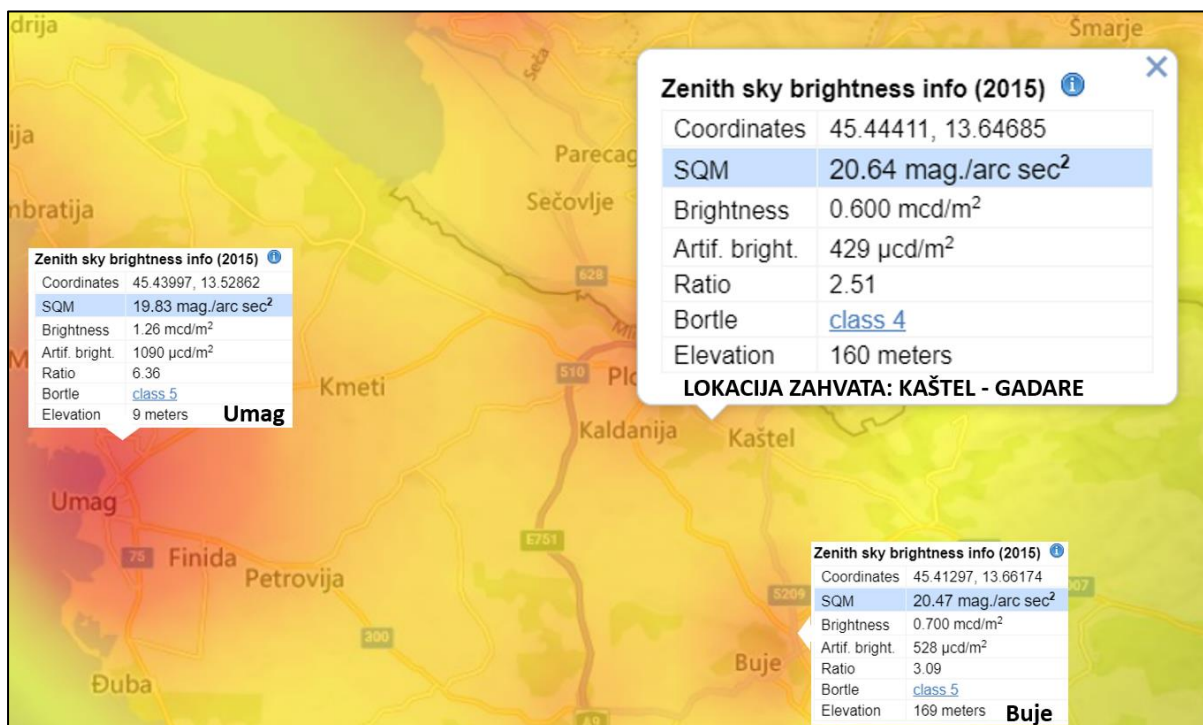 drija
Seča
Šmarje
ija
Parecag
Sečovlje
mbratija
628
Zenith sky brightness info (2015)
Coordinates 45.44411, 13.64685
SQM 20.64 mag./arc sec²
Brightness 0.600 mcd/m²
Artif. bright. 429 µcd/m²
Ratio 2.51
Bortle class 4
Elevation 160 meters
LOKACIJA ZAHVATA: KAŠTEL - GADARE
Zenith sky brightness info (2015)
Coordinates 45.43997, 13.52862
SQM 19.83 mag./arc sec²
Brightness 1.26 mcd/m²
Artif. bright. 1090 µcd/m²
Ratio 6.36
Bortle class 5
Elevation 9 meters
Umag
Kmeti
510
Plo
Kaldanija
Kaštel
Umag
75
Finida
E751
Petrovija
300
Đuba
S209
Buje
A9
Zenith sky brightness info (2015)
Coordinates 45.41297, 13.66174
SQM 20.47 mag./arc sec²
Brightness 0.700 mcd/m²
Artif. bright. 528 µcd/m²
Ratio 3.09
Bortle class 5
Elevation 169 meters
Buje
007